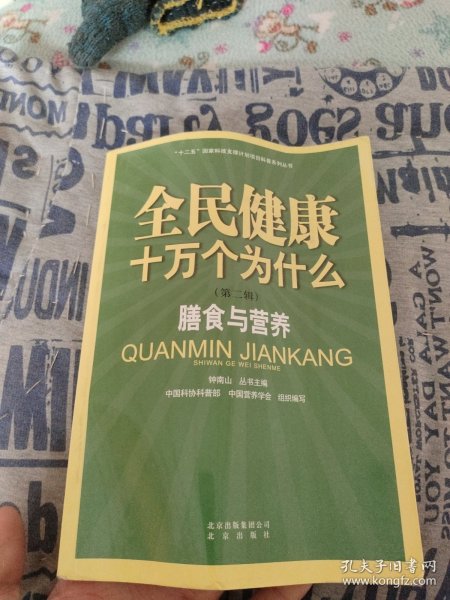 MONT
goes and
"十二五"国家科技支撑计划项目科普系列丛书
全民健康
十万个为什么
(第二辑)
膳食与营养
QUANMIN JIANKANG
SHIWAN GE WEI SHENME
钟南山 丛书主编
中国科协科普部 中国营养学会 组织编写
北京出版集团公司
北京出版社
孔夫子旧书网
www.kongfz.com